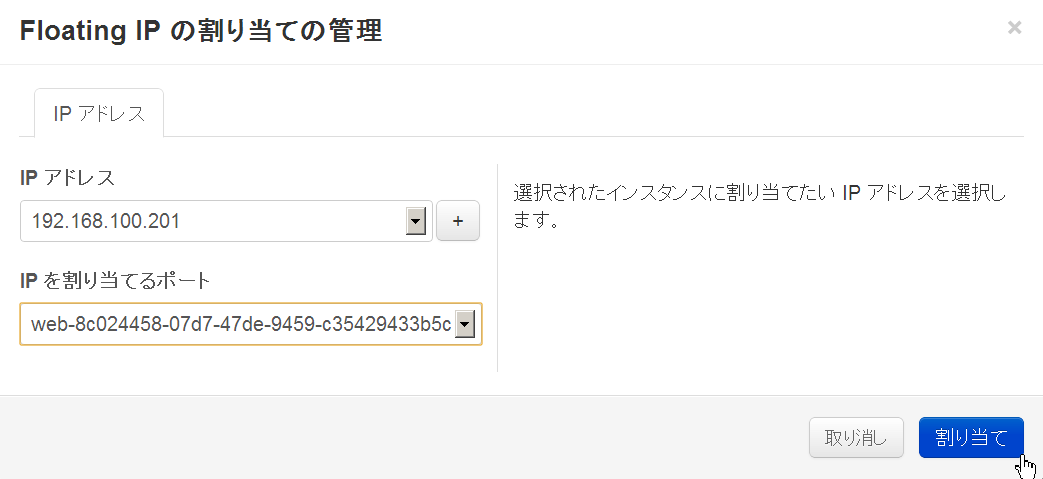 Floating IP の割り当ての管理
×
IP アドレス
IP アドレス
192.168.100.201
+
選択されたインスタンスに割り当てたい IP アドレスを選択し
ます。
IP を割り当てるポート
web-8c024458-07d7-47de-9459-c35429433b5c
取り消し
割り当て